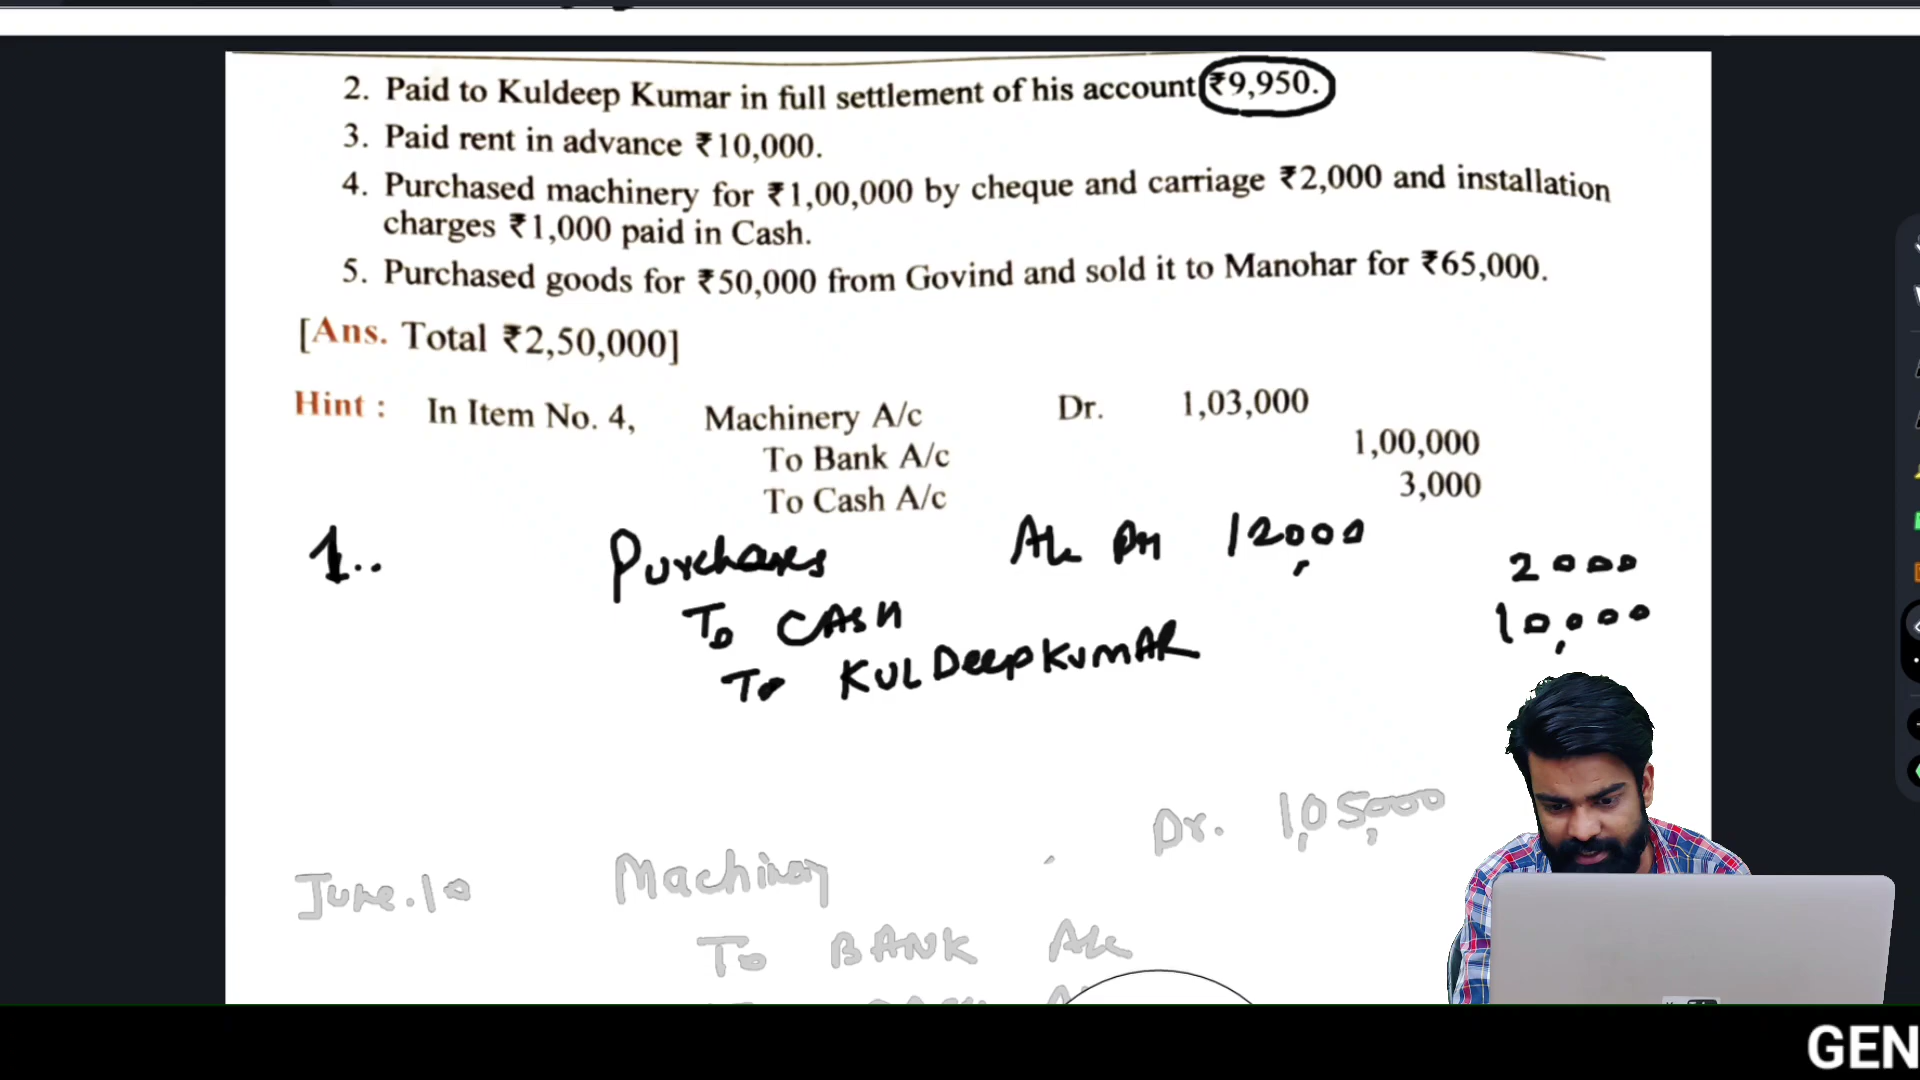 2. Paid to Kuldeep Kumar in full settlement of his account ₹9,950.
3. Paid rent in advance ₹10,000.
4. Purchased machinery for ₹1,00,000 by cheque and carriage ₹2,000 and installation
charges ₹1,000 paid in Cash.
5. Purchased goods for ₹50,000 from Govind and sold it to Manohar for ₹65,000.
[Ans. Total ₹2,50,000]
Hint : In Item No. 4, Machinery A/c Dr. 1,03,000
To Bank A/c 1,00,000
To Cash A/c 3,000
1.. Purchases A/c Dr 12,000
To CASH 2000
To KULDeepKumAR 10,000
Dr. 1,05,000
June.10 Machinery
To BANK A/c
GEN